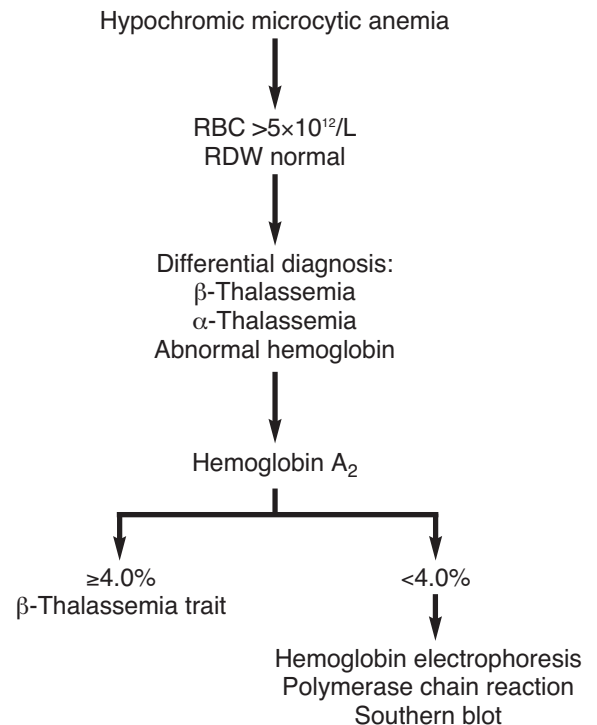 Hypochromic microcytic anemia
RBC >5×10¹²/L
RDW normal
Differential diagnosis:
β-Thalassemia
α-Thalassemia
Abnormal hemoglobin
Hemoglobin A₂
≥4.0%
β-Thalassemia trait
<4.0%
Hemoglobin electrophoresis
Polymerase chain reaction
Southern blot